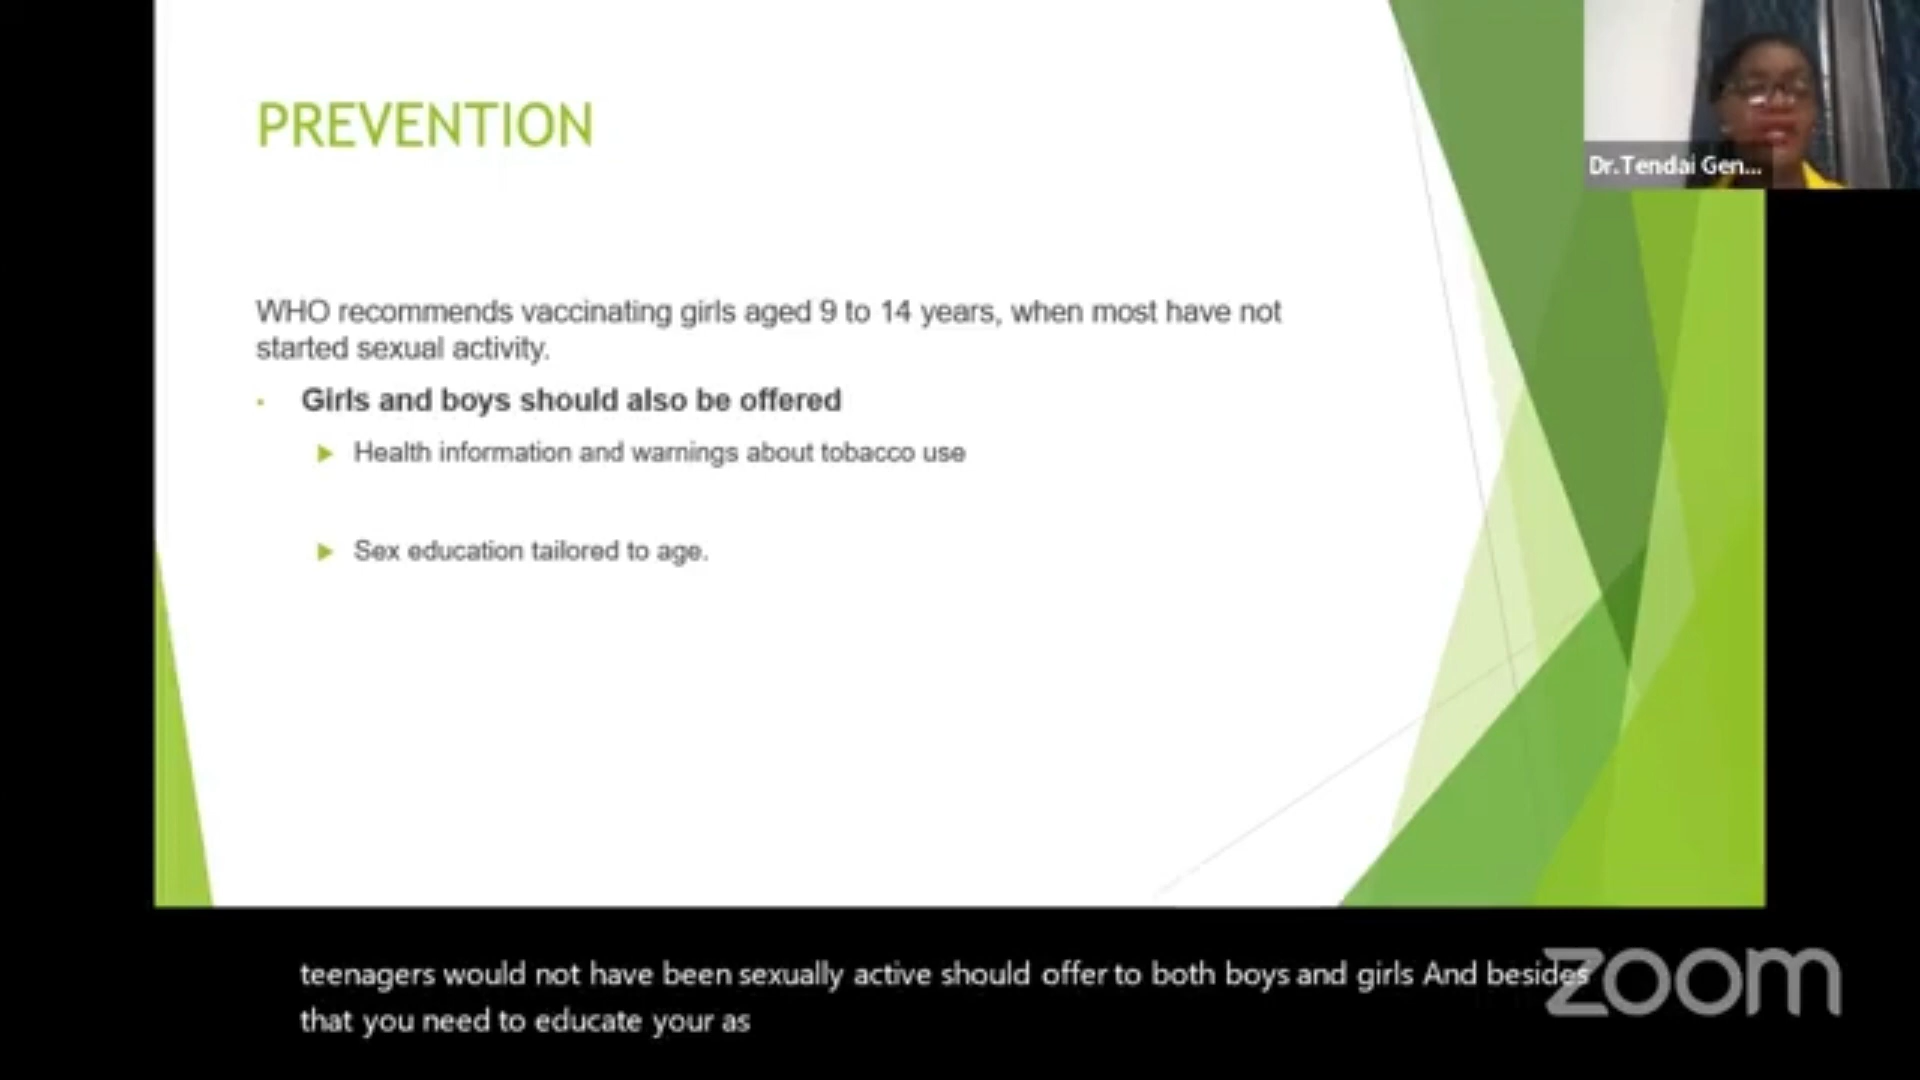 PREVENTION
Dr.Tendai Gen...
WHO recommends vaccinating girls aged 9 to 14 years, when most have not
started sexual activity.
Girls and boys should also be offered
Health information and warnings about tobacco use
Sex education tailored to age.
teenagers would not have been sexually active should offer to both boys and girls And besides
that you need to educate your as
zoom